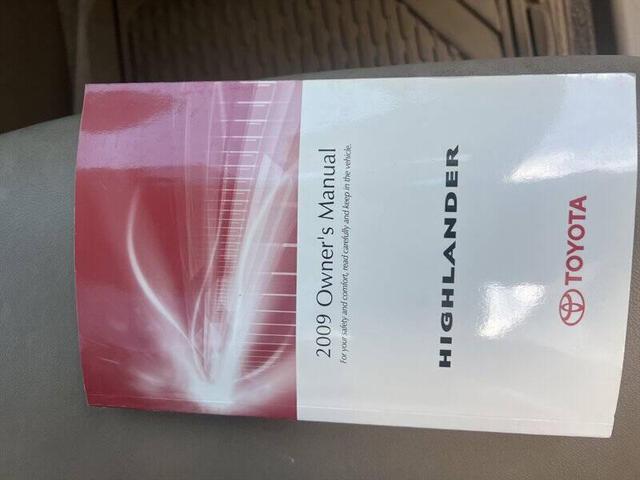 2009 Owner's Manual
For your safety and comfort, read carefully and keep in the vehicle.
HIGHLANDER
TOYOTA